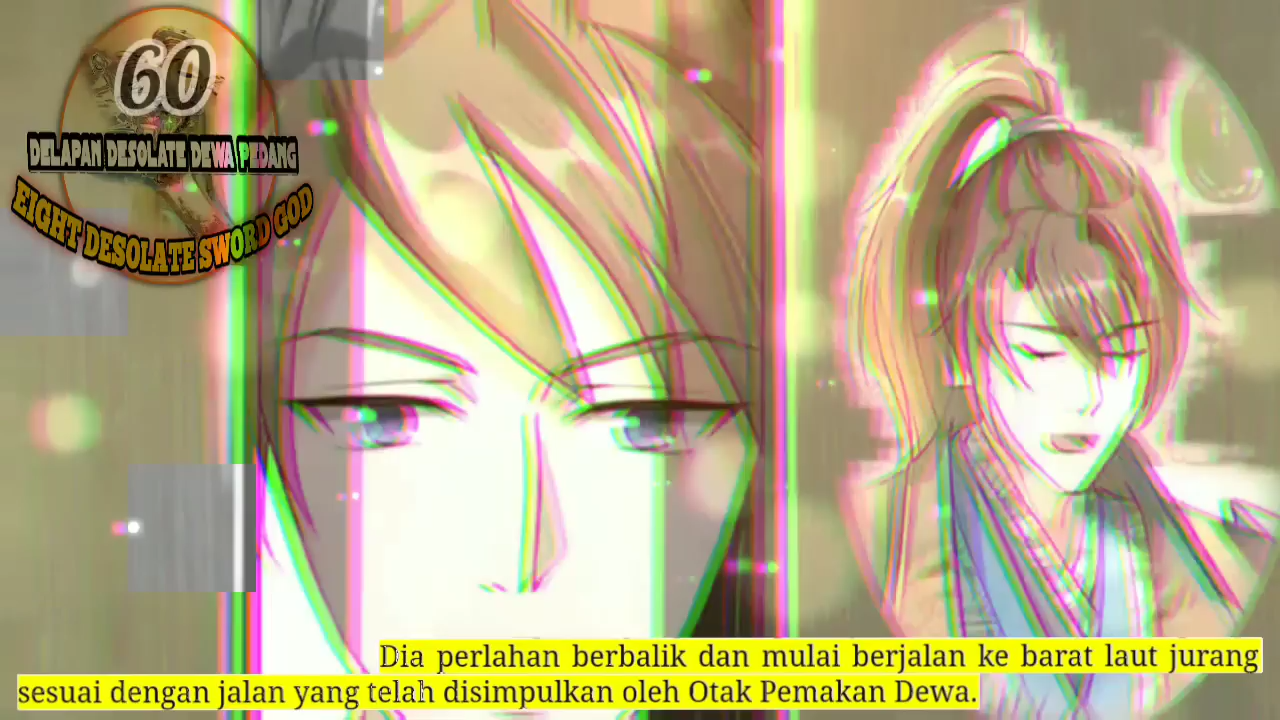 60
DELAPAN DESOLATE DEWA PEDANG
EIGHT DESOLATE SWORD GOD
Dia perlahan berbalik dan mulai berjalan ke barat laut jurang
sesuai dengan jalan yang telah disimpulkan oleh Otak Pemakan Dewa.